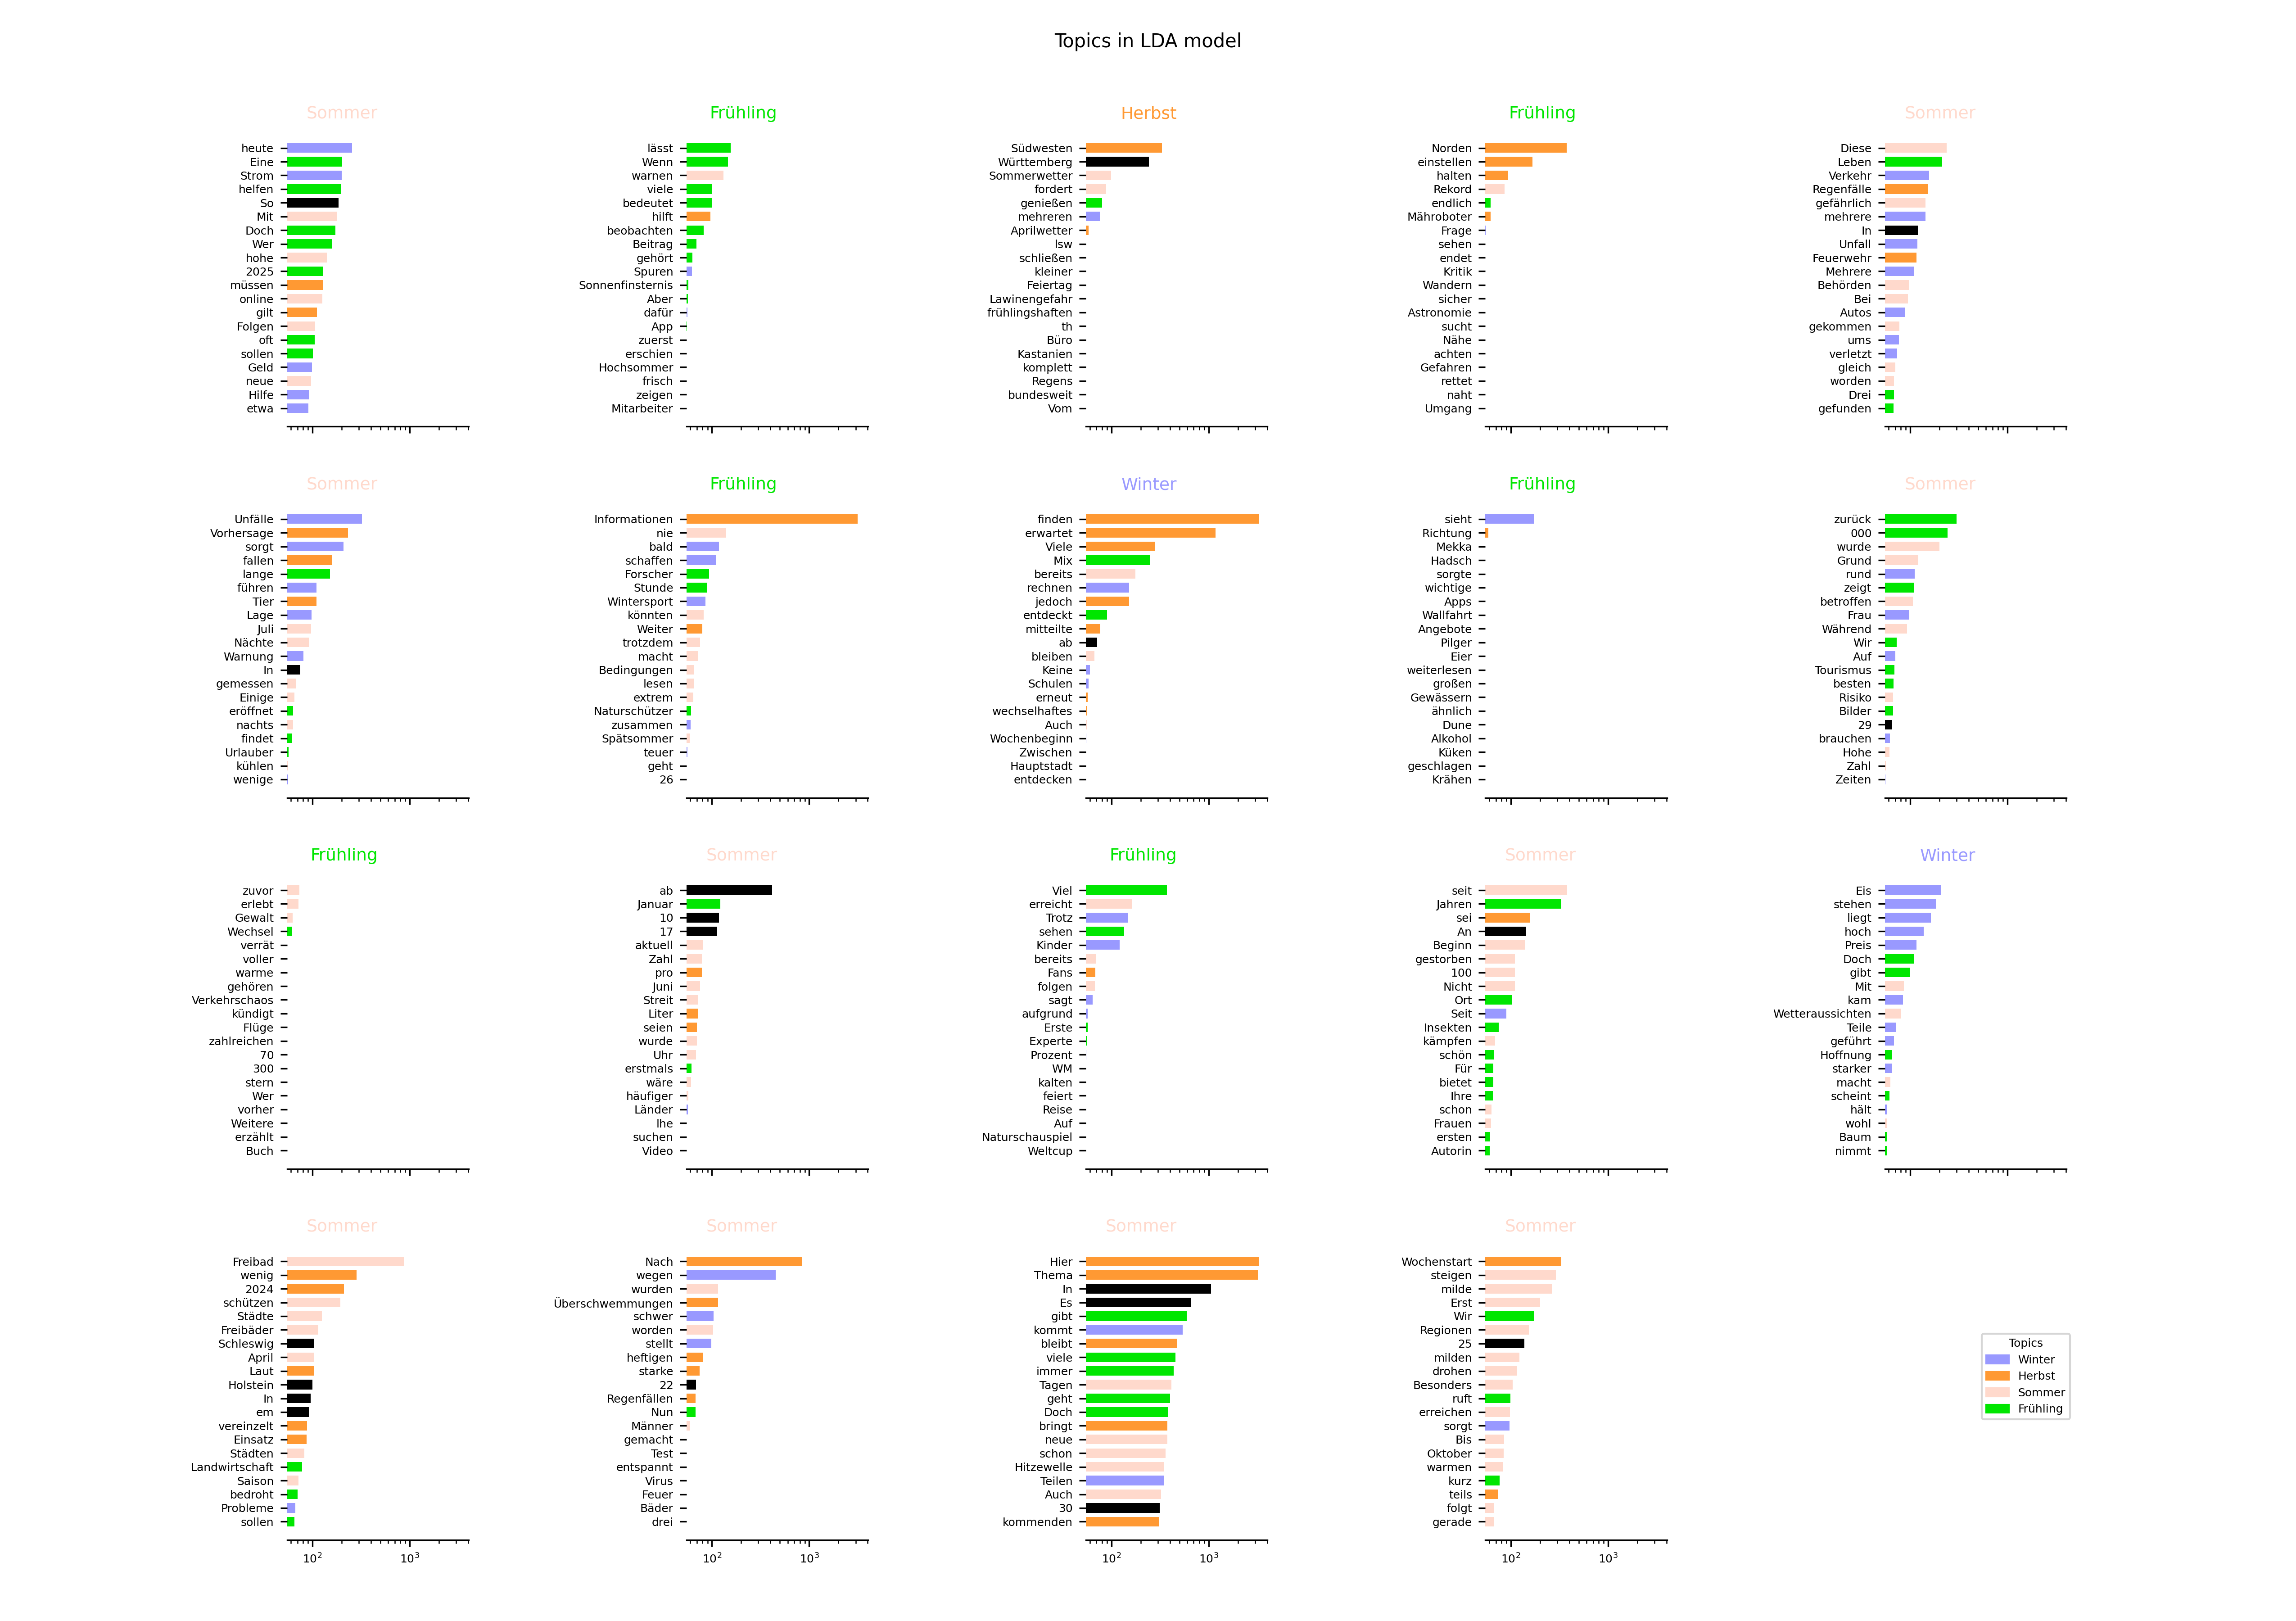 Topics in LDA model
Sommer
heute
Eine
Strom
helfen
So
Mit
Doch
Wer
hohe
2025
müssen
online
gilt
Folgen
oft
sollen
Geld
neue
Hilfe
etwa
Frühling
lässt
Wenn
warnen
viele
bedeutet
hilft
beobachten
Beitrag
gehört
Spuren
Sonnenfinsternis
Aber
dafür
App
zuerst
erschien
Hochsommer
frisch
zeigen
Mitarbeiter
Herbst
Südwesten
Württemberg
Sommerwetter
fordert
genießen
mehreren
Aprilwetter
lsw
schließen
kleiner
Feiertag
Lawinengefahr
frühlingshaften
th
Büro
Kastanien
komplett
Regens
bundesweit
Vom
Frühling
Norden
einstellen
halten
Rekord
endlich
Mähroboter
Frage
sehen
endet
Kritik
Wandern
sicher
Astronomie
sucht
Nähe
achten
Gefahren
rettet
naht
Umgang
Sommer
Diese
Leben
Verkehr
Regenfälle
gefährlich
mehrere
In
Unfall
Feuerwehr
Mehrere
Behörden
Bei
Autos
gekommen
ums
verletzt
gleich
worden
Drei
gefunden
Sommer
Unfälle
Vorhersage
sorgt
fallen
lange
führen
Tier
Lage
Juli
Nächte
Warnung
In
gemessen
Einige
eröffnet
nachts
findet
Urlauber
kühlen
wenige
Frühling
Informationen
nie
bald
schaffen
Forscher
Stunde
Wintersport
könnten
Weiter
trotzdem
macht
Bedingungen
lesen
extrem
Naturschützer
zusammen
Spätsommer
teuer
geht
26
Winter
finden
erwartet
Viele
Mix
bereits
rechnen
jedoch
entdeckt
mitteilte
ab
bleiben
Keine
Schulen
erneut
wechselhaftes
Auch
Wochenbeginn
Zwischen
Hauptstadt
entdecken
Frühling
sieht
Richtung
Mekka
Hadsch
sorgte
wichtige
Apps
Wallfahrt
Angebote
Pilger
Eier
weiterlesen
großen
Gewässern
ähnlich
Dune
Alkohol
Küken
geschlagen
Krähen
Sommer
zurück
000
wurde
Grund
rund
zeigt
betroffen
Frau
Während
Wir
Auf
Tourismus
besten
Risiko
Bilder
29
brauchen
Hohe
Zahl
Zeiten
Frühling
zuvor
erlebt
Gewalt
Wechsel
verrät
voller
warme
gehören
Verkehrschaos
kündigt
Flüge
zahlreichen
70
300
stern
Wer
vorher
Weitere
erzählt
Buch
Sommer
ab
Januar
10
17
aktuell
Zahl
pro
Juni
Streit
Liter
seien
wurde
Uhr
erstmals
wäre
häufiger
Länder
Ihe
suchen
Video
Frühling
Viel
erreicht
Trotz
sehen
Kinder
bereits
Fans
folgen
sagt
aufgrund
Erste
Experte
Prozent
WM
kalten
feiert
Reise
Auf
Naturschauspiel
Weltcup
Sommer
seit
Jahren
sei
An
Beginn
gestorben
100
Nicht
Ort
Seit
Insekten
kämpfen
schön
Für
bietet
Ihre
schon
Frauen
ersten
Autorin
Winter
Eis
stehen
liegt
hoch
Preis
Doch
gibt
Mit
kam
Wetteraussichten
Teile
geführt
Hoffnung
starker
macht
scheint
hält
wohl
Baum
nimmt
Sommer
Freibad
wenig
2024
schützen
Städte
Freibäder
Schleswig
April
Laut
Holstein
In
em
vereinzelt
Einsatz
Städten
Landwirtschaft
Saison
bedroht
Probleme
sollen
10²
10³
Sommer
Nach
wegen
wurden
Überschwemmungen
schwer
worden
stellt
heftigen
starke
22
Regenfällen
Nun
Männer
gemacht
Test
entspannt
Virus
Feuer
Bäder
drei
10²
10³
Sommer
Hier
Thema
In
Es
gibt
kommt
bleibt
viele
immer
Tagen
geht
Doch
bringt
neue
schon
Hitzewelle
Teilen
Auch
30
kommenden
10²
10³
Sommer
Wochenstart
steigen
milde
Erst
Wir
Regionen
25
milden
drohen
Besonders
ruft
erreichen
sorgt
Bis
Oktober
warmen
kurz
teils
folgt
gerade
10²
10³
Topics
Winter
Herbst
Sommer
Frühling